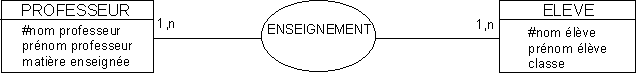 PROFESSEUR
#nom professeur
prénom professeur
matière enseignée
1,n
ENSEIGNEMENT
1,n
ELEVE
#nom élève
prénom élève
classe